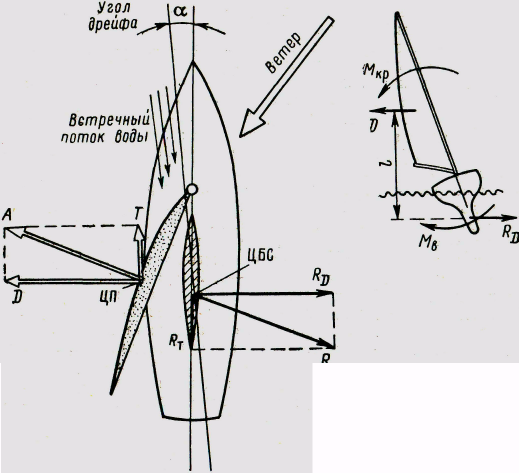 Угол
дрейфа
α
Ветер
Встречный
поток воды
A
T
D
ЦП
ЦБС
R_D
R_T
R
M_кр
D
l
M_в
R_D